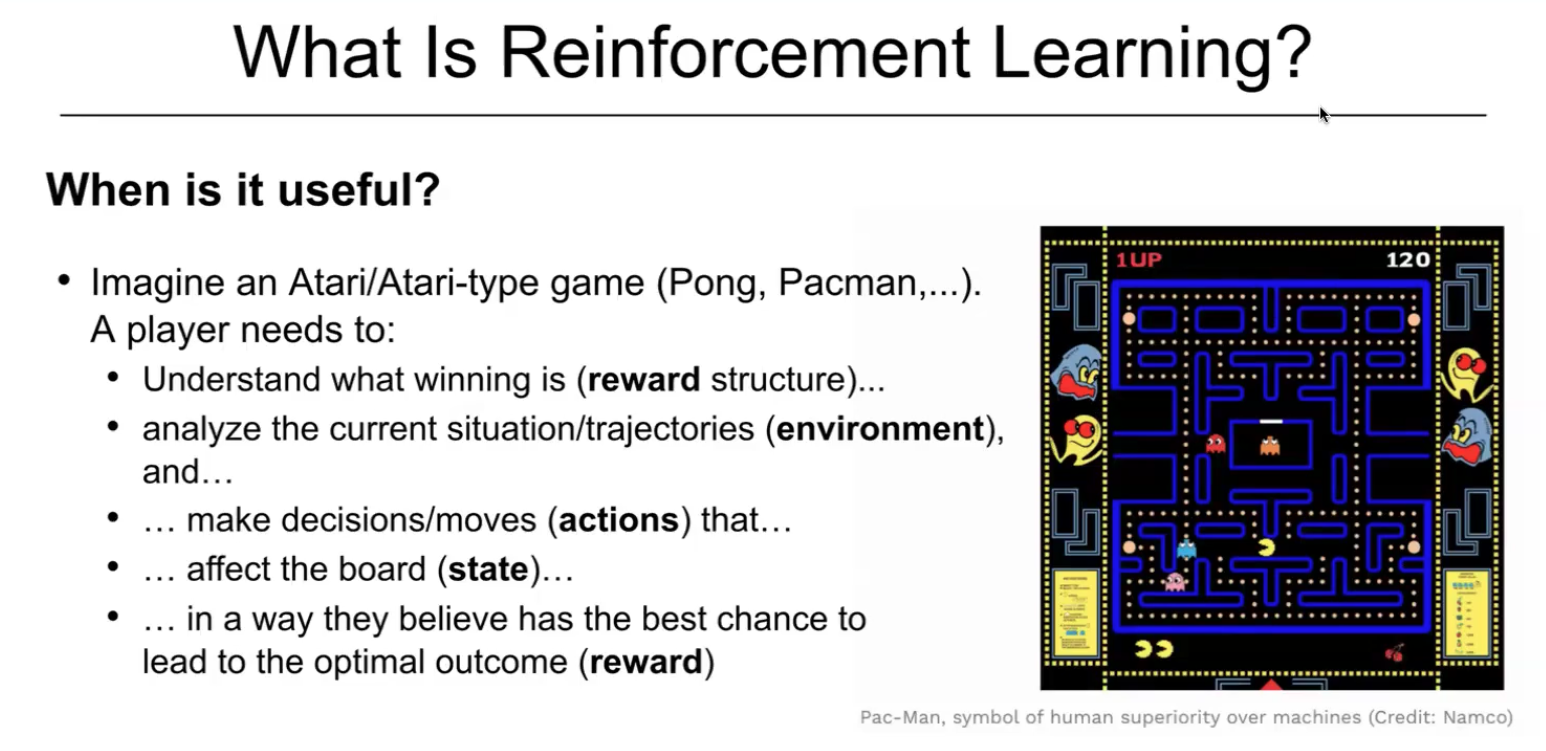 What Is Reinforcement Learning?
When is it useful?
• Imagine an Atari/Atari-type game (Pong, Pacman,...).
A player needs to:
• Understand what winning is (reward structure)...
• analyze the current situation/trajectories (environment),
and…
• … make decisions/moves (actions) that…
• … affect the board (state)…
• … in a way they believe has the best chance to
lead to the optimal outcome (reward)
1UP 120
Pac-Man, symbol of human superiority over machines (Credit: Namco)